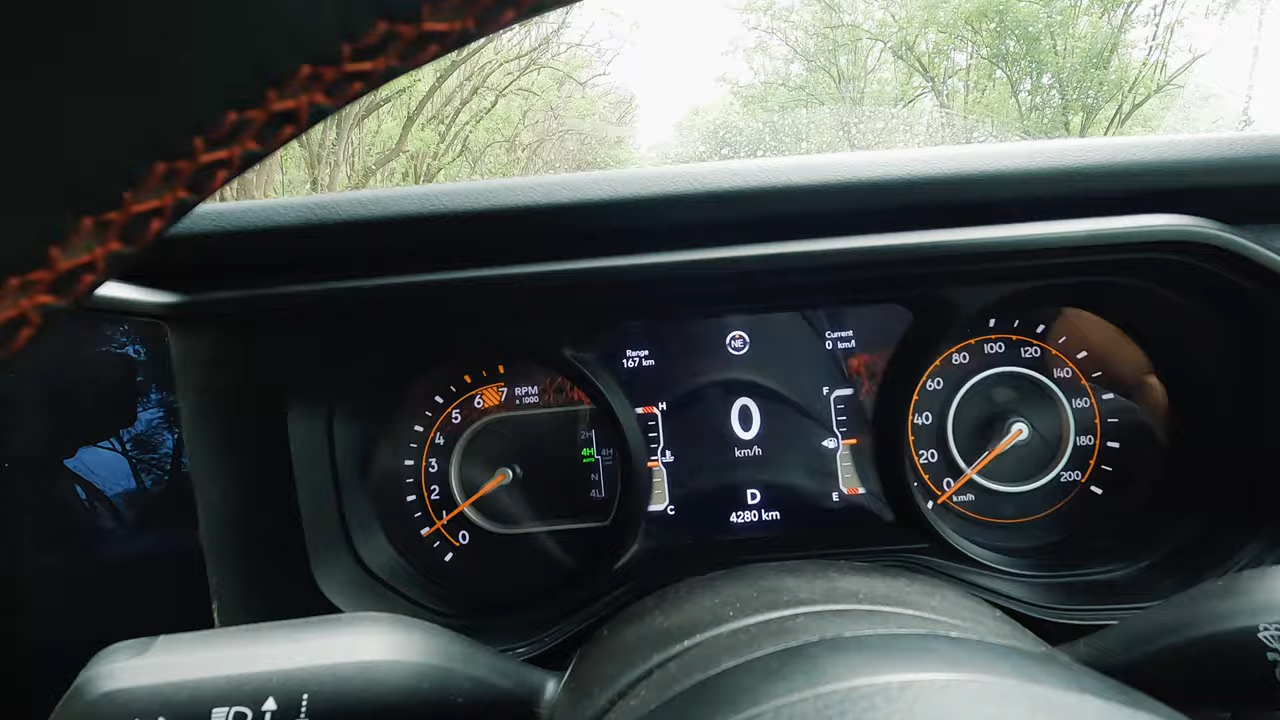 7
6
5
4
3
2
1
0
RPM
x 1000
2H
4H
AUTO
4H
N
4L
Range
167 km
H
C
NE
0
km/h
D
4280 km
Current
0 km/l
F
E
0
20
40
60
80
100
120
140
160
180
200
km/h